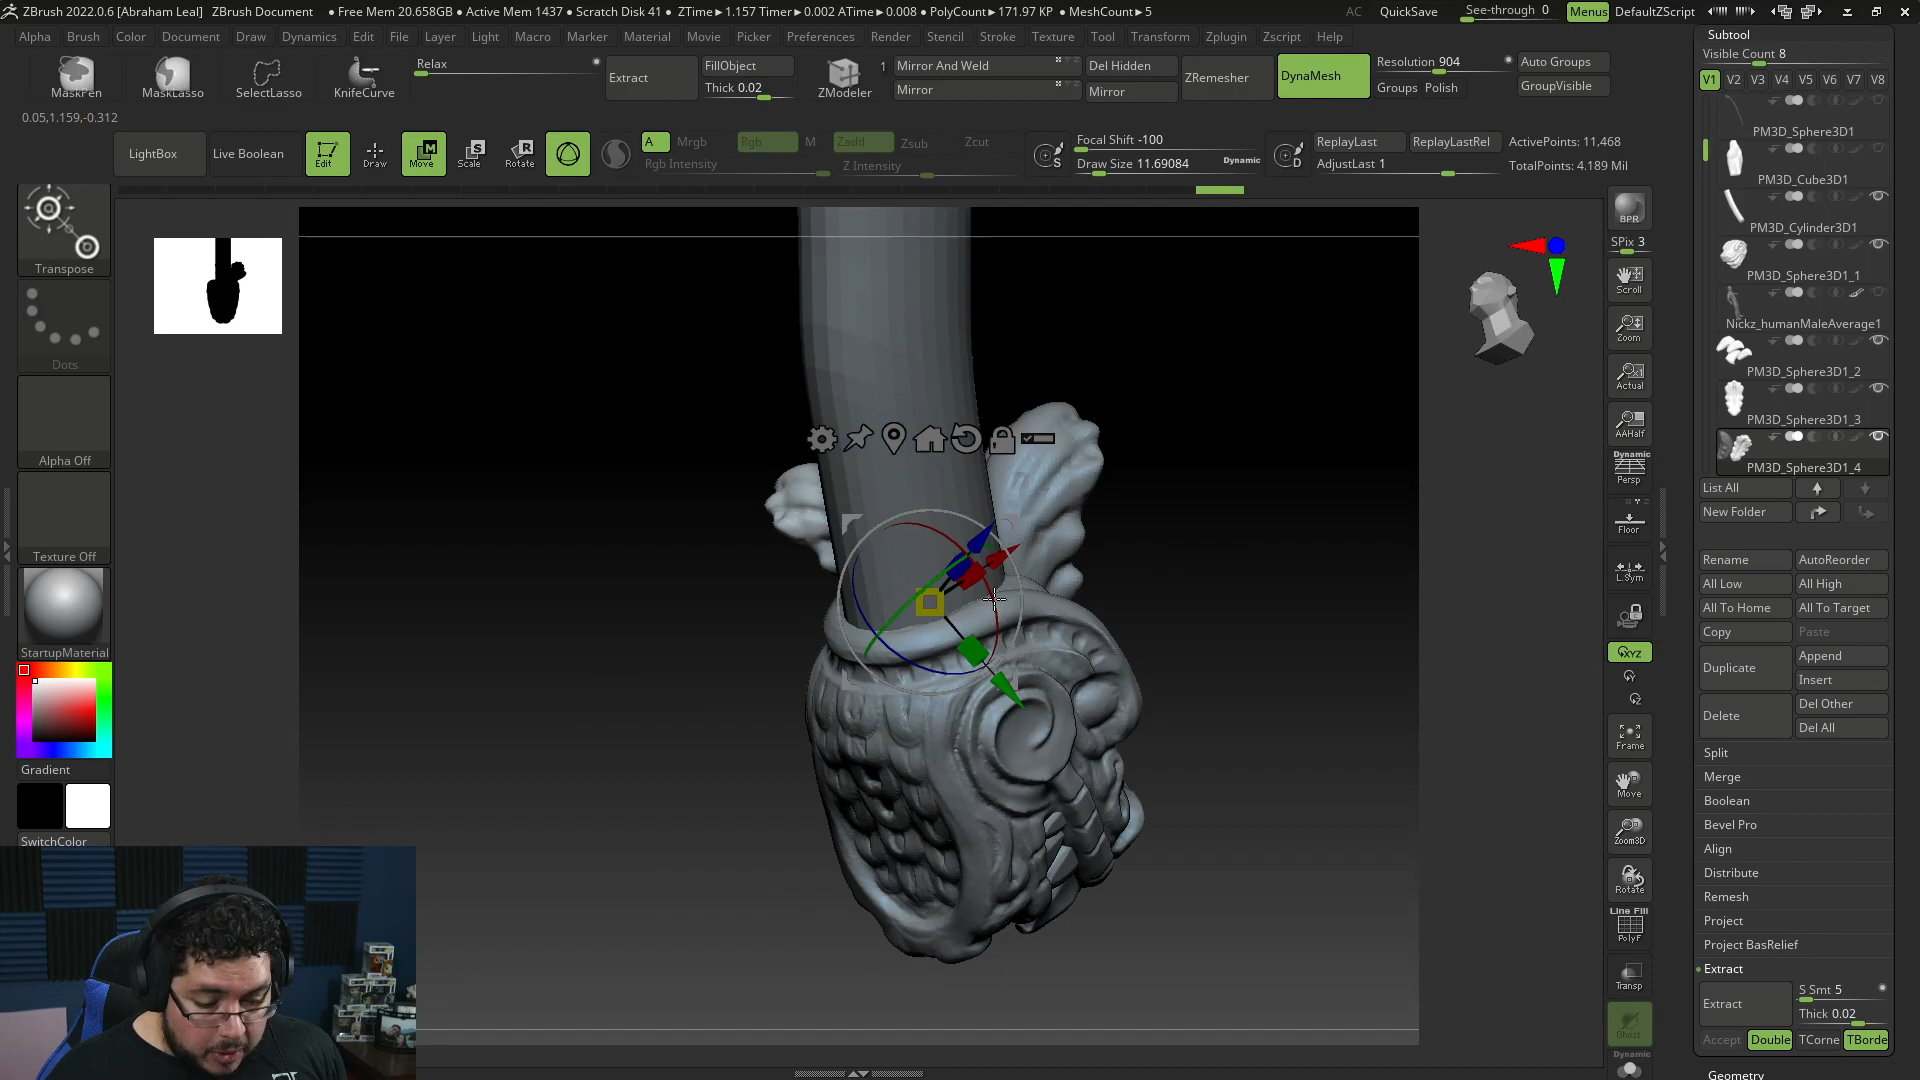 ZBrush 2022.0.6 [Abraham Leal] ZBrush Document • Free Mem 20.658GB • Active Mem 1437 • Scratch Disk 41 • ZTime►1.157 Timer►0.002 ATime►0.008 • PolyCount►171.97 KP • MeshCount►5 AC QuickSave See-through 0 Menus DefaultZScript
Alpha Brush Color Document Draw Dynamics Edit File Layer Light Macro Marker Material Movie Picker Preferences Render Stencil Stroke Texture Tool Transform Zplugin Zscript Help
MaskPen MaskLasso SelectLasso KnifeCurve Relax Extract FillObject Thick 0.02 ZModeler 1 Mirror And Weld Mirror Del Hidden Mirror ZRemesher DynaMesh Resolution 904 Groups Polish Auto Groups GroupVisible
0.05,1.159,-0.312
LightBox Live Boolean Edit Draw Move Scale Rotate A Mrgb Rgb M Zadd Zsub Zcut Rgb Intensity Z Intensity S Focal Shift -100 Draw Size 11.69084 Dynamic D ReplayLast ReplayLastRel AdjustLast 1 ActivePoints: 11,468 TotalPoints: 4.189 Mil
Transpose
Dots
Alpha Off
Texture Off
StartupMaterial
Gradient
SwitchColor
BPR
SPix 3
Scroll
Zoom
Actual
AAHalf
Dynamic
Persp
Floor
L.Sym
XYZ
Frame
Move
Zoom3D
Rotate
Line Fill
PolyF
Transp
Ghost
Dynamic
Subtool
Visible Count 8
V1 V2 V3 V4 V5 V6 V7 V8
PM3D_Sphere3D1
PM3D_Cube3D1
PM3D_Cylinder3D1
PM3D_Sphere3D1_1
Nickz_humanMaleAverage1
PM3D_Sphere3D1_2
PM3D_Sphere3D1_3
PM3D_Sphere3D1_4
List All
New Folder
Rename AutoReorder
All Low All High
All To Home All To Target
Copy Paste
Duplicate Append
Insert
Delete Del Other
Del All
Split
Merge
Boolean
Bevel Pro
Align
Distribute
Remesh
Project
Project BasRelief
Extract
Extract S Smt 5
Thick 0.02
Accept Double TCorne TBorde
Geometry